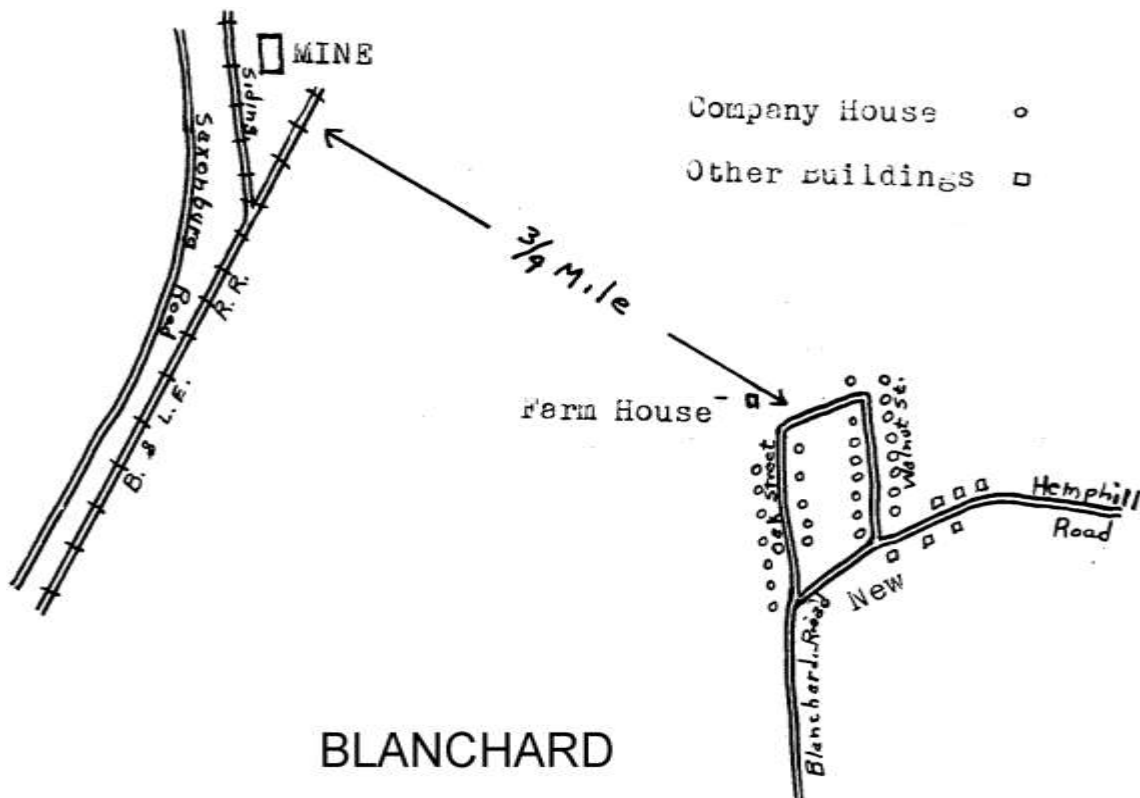 MINE
Siding
Saxonburg Road
B. & L. E. R. R.
Company House
Other Buildings
3/4 Mile
Farm House
Oak Street
Walnut St.
Hemphill
Road
New
Blanchard Road
BLANCHARD